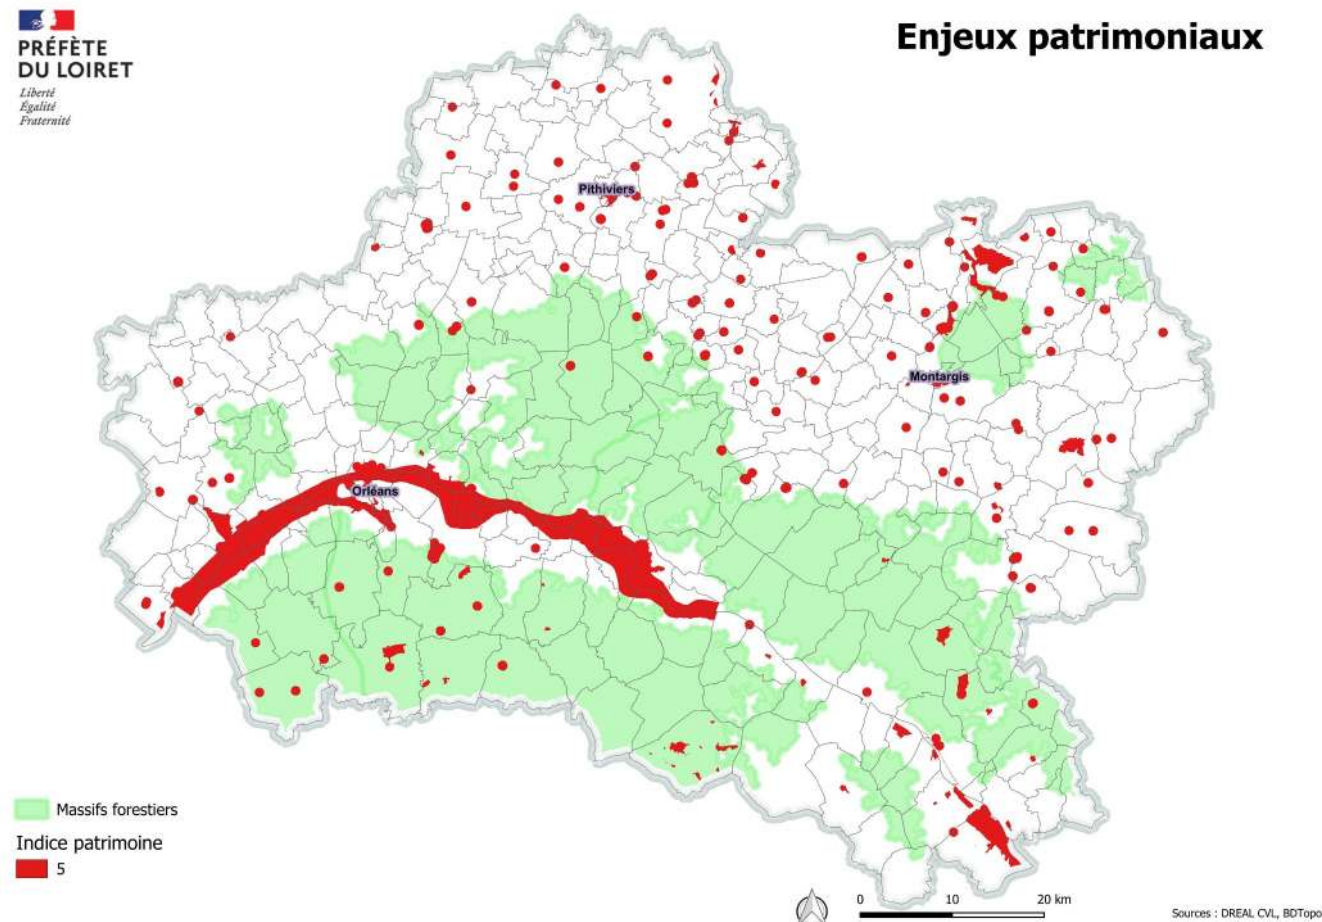 PRÉFÈTE
DU LOIRET
Liberté
Égalité
Fraternité
Enjeux patrimoniaux
Pithiviers
Montargis
Orléans
Massifs forestiers
Indice patrimoine
5
0 10 20 km
Sources : DREAL CVL, BDTopo